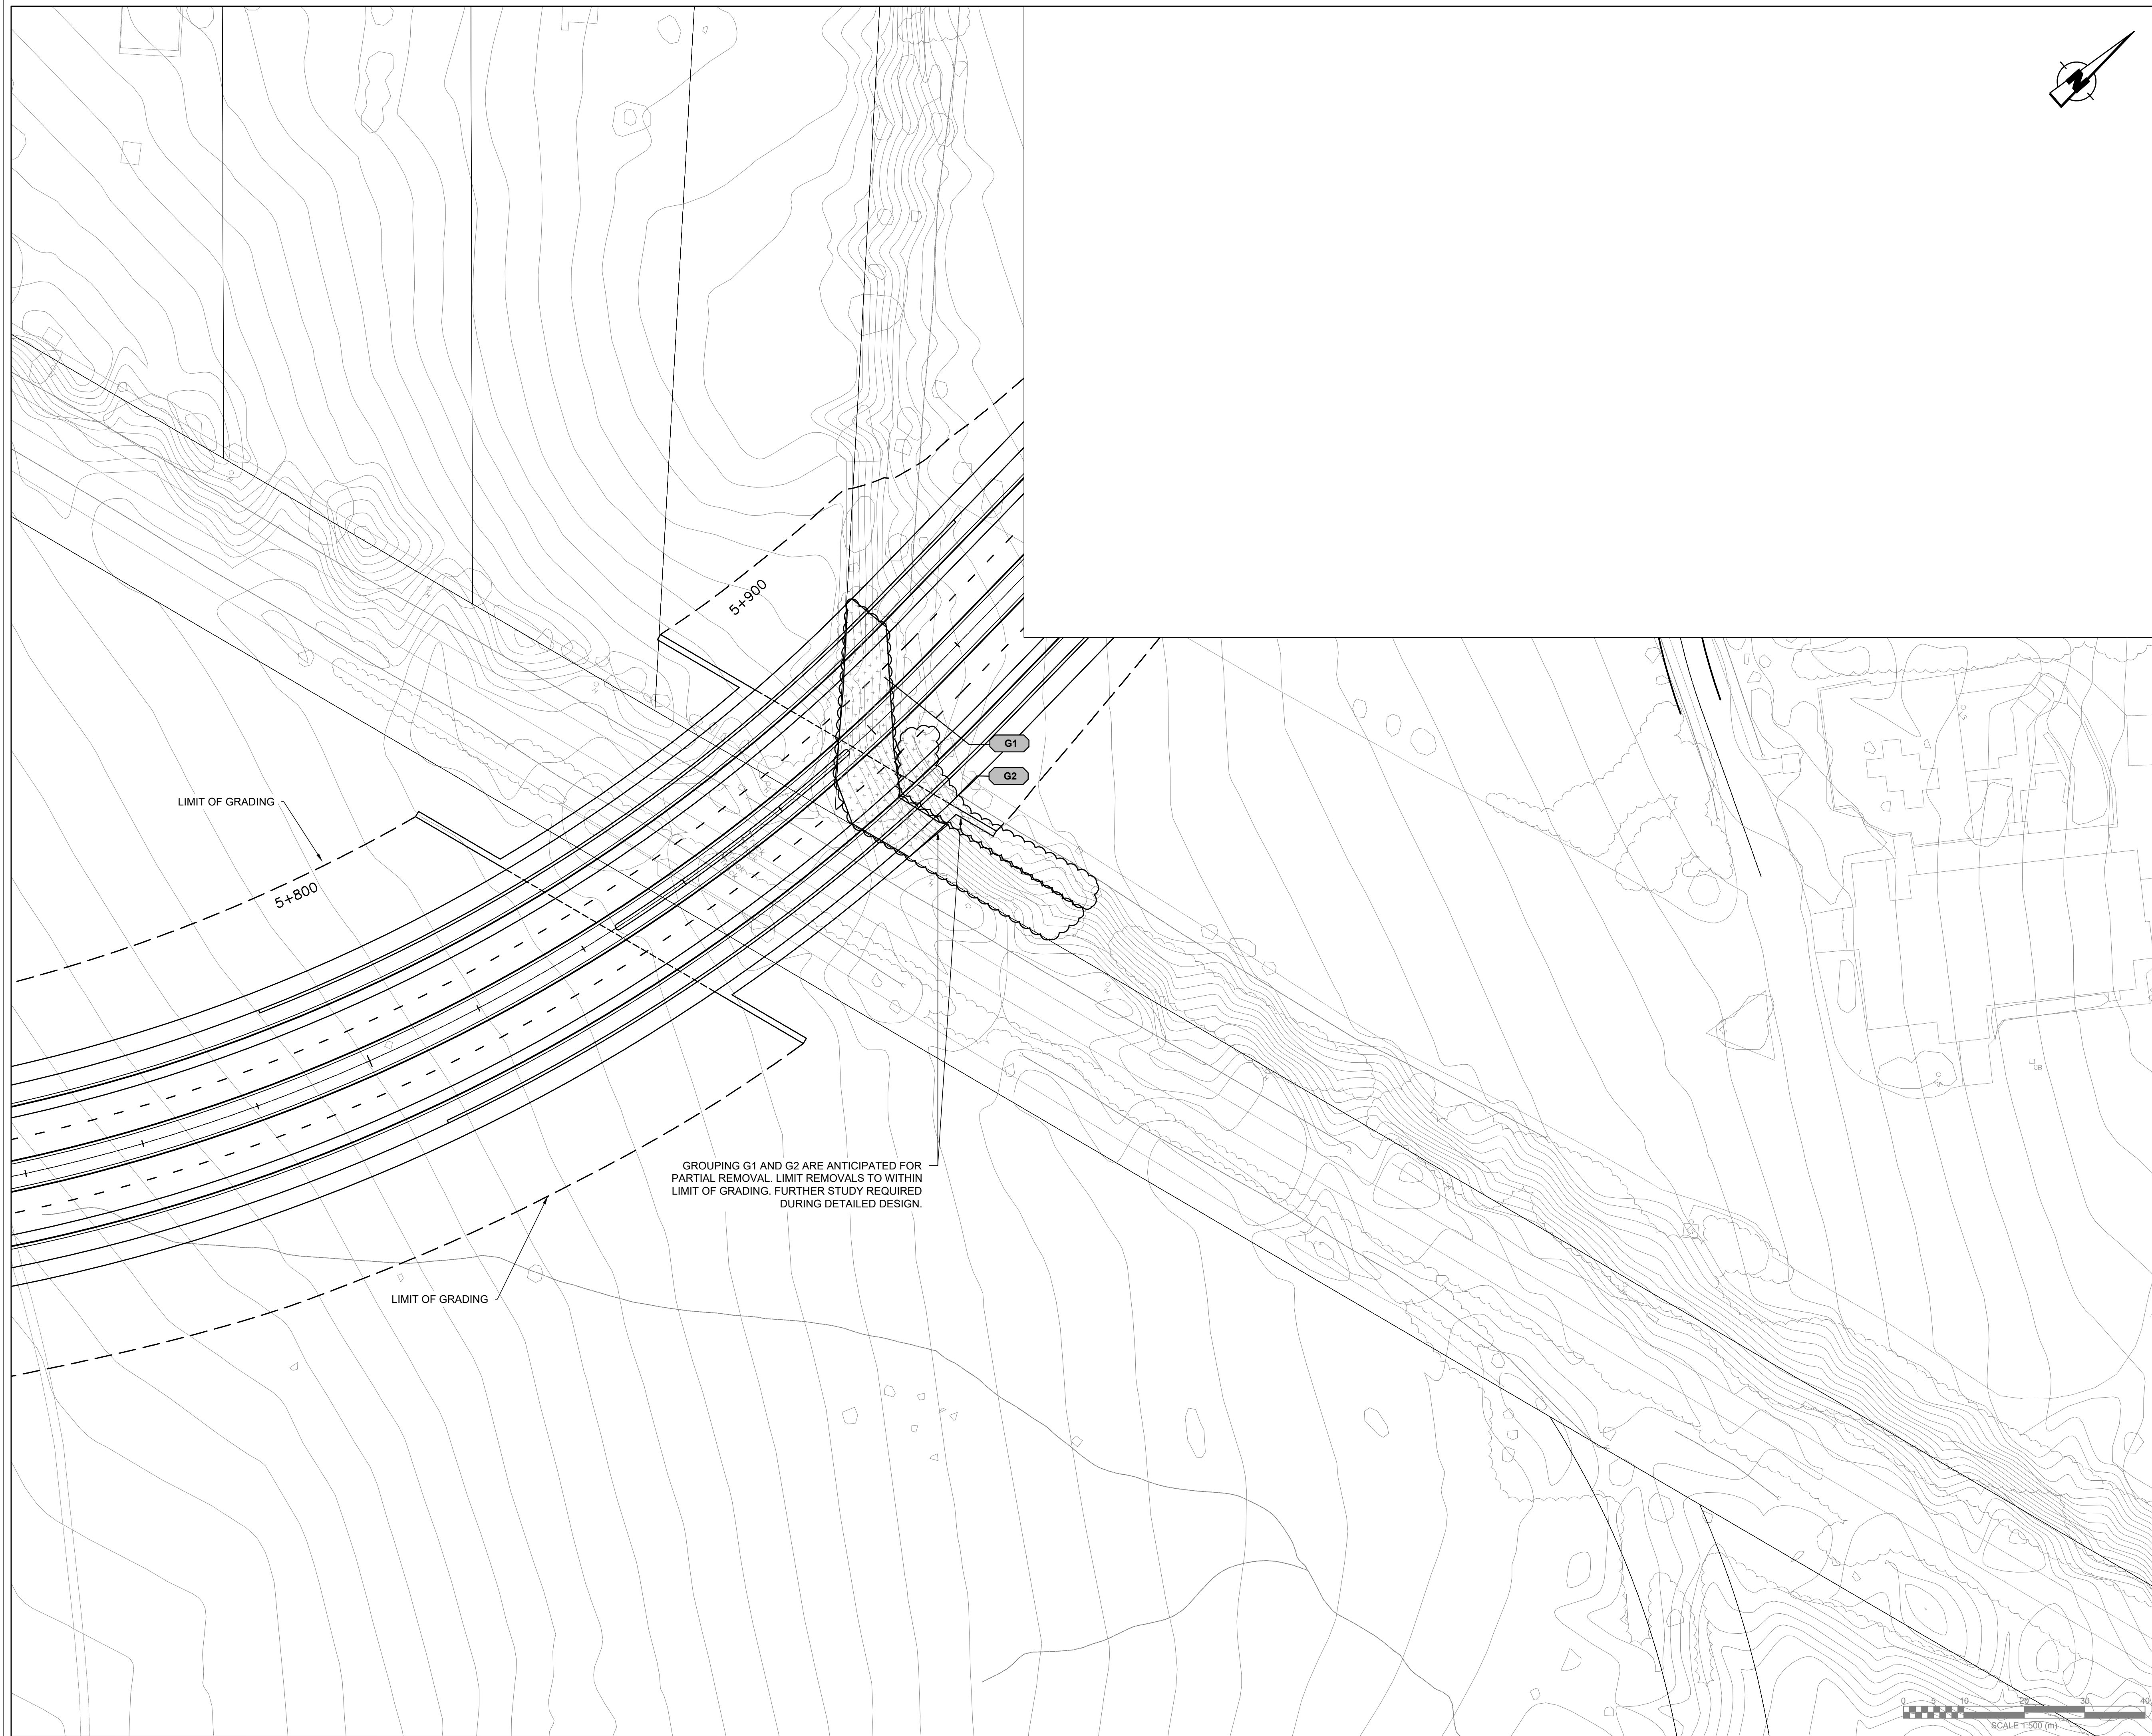 N
5+900
G1
G2
LIMIT OF GRADING
5+800
GROUPING G1 AND G2 ARE ANTICIPATED FOR
PARTIAL REMOVAL. LIMIT REMOVALS TO WITHIN
LIMIT OF GRADING. FURTHER STUDY REQUIRED
DURING DETAILED DESIGN.
LIMIT OF GRADING
CB
0 5 10 20 30 40
SCALE 1:500 (m)